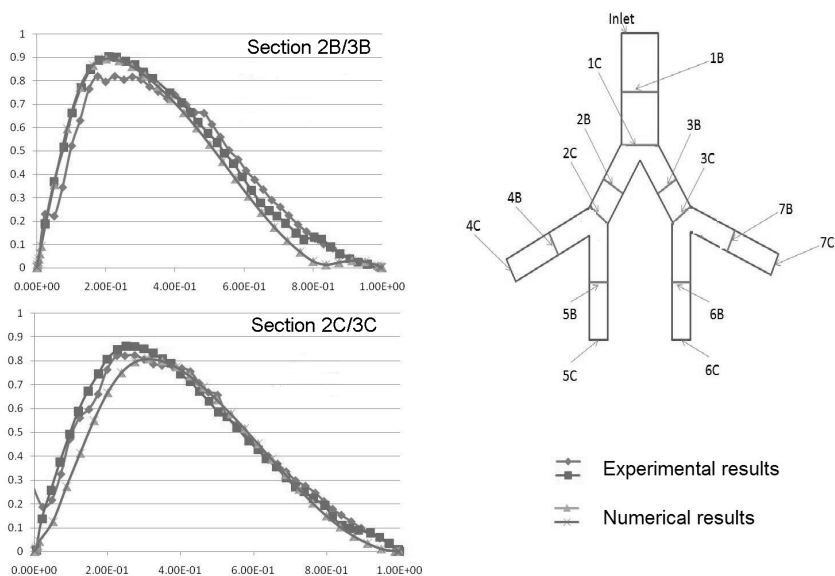 Section 2B/3B
1
0.9
0.8
0.7
0.6
0.5
0.4
0.3
0.2
0.1
0
0.00E+00 2.00E-01 4.00E-01 6.00E-01 8.00E-01 1.00E+00
Section 2C/3C
1
0.9
0.8
0.7
0.6
0.5
0.4
0.3
0.2
0.1
0
0.00E+00 2.00E-01 4.00E-01 6.00E-01 8.00E-01 1.00E+00
Inlet
1C
1B
2B
3B
2C
3C
4B
7B
4C
7C
5B
6B
5C
6C
Experimental results
Numerical results